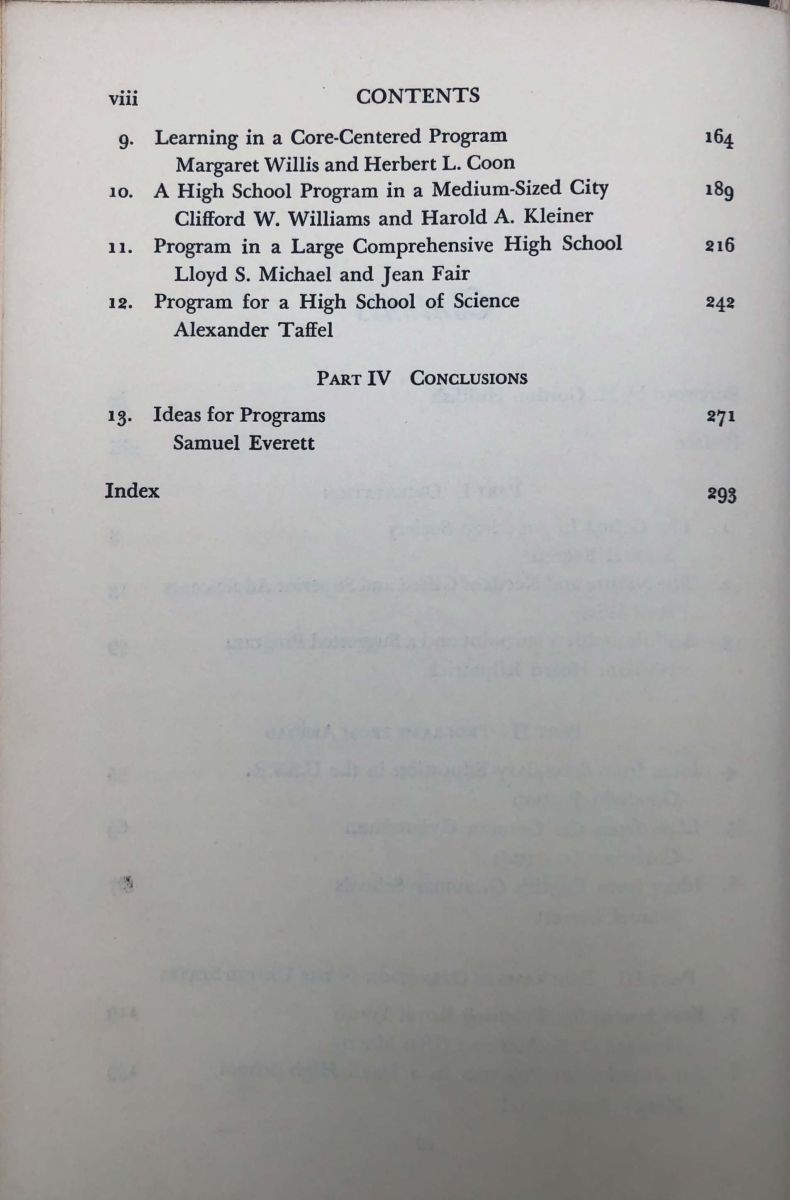 viii CONTENTS
9. Learning in a Core-Centered Program 164
Margaret Willis and Herbert L. Coon
10. A High School Program in a Medium-Sized City 189
Clifford W. Williams and Harold A. Kleiner
11. Program in a Large Comprehensive High School 216
Lloyd S. Michael and Jean Fair
12. Program for a High School of Science 242
Alexander Taffel
PART IV CONCLUSIONS
13. Ideas for Programs 271
Samuel Everett
Index 293